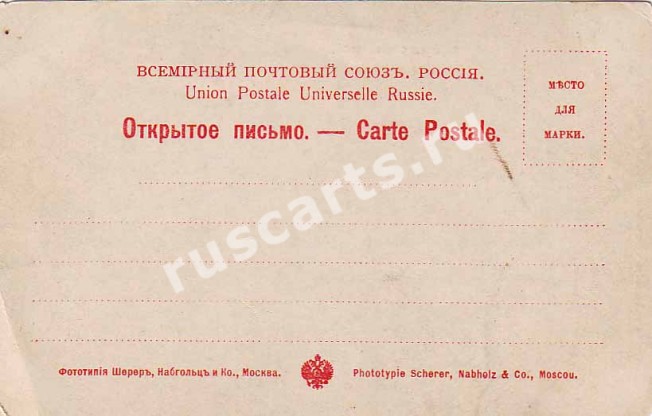 ВСЕМІРНЫЙ ПОЧТОВЫЙ СОЮЗЪ. РОССІЯ.
Union Postale Universelle Russie.
Открытое письмо. — Carte Postale.
МѢСТО
ДЛЯ
МАРКИ.
ruscarts.ru
Фототипія Шереръ, Набгольцъ и Ко., Москва.
Phototypie Scherer, Nabholz & Co., Moscou.